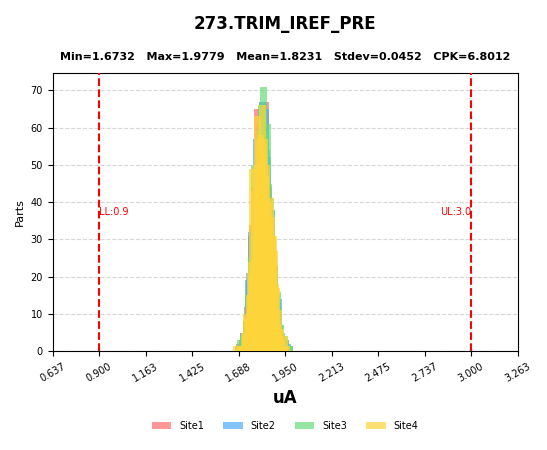 273.TRIM_IREF_PRE
Min=1.6732 Max=1.9779 Mean=1.8231 Stdev=0.0452 CPK=6.8012
70
60
50
40
30
20
10
0
Parts
LL:0.9
UL:3.0
0.637 0.900 1.163 1.425 1.688 1.950 2.213 2.475 2.737 3.000 3.263
uA
Site1 Site2 Site3 Site4